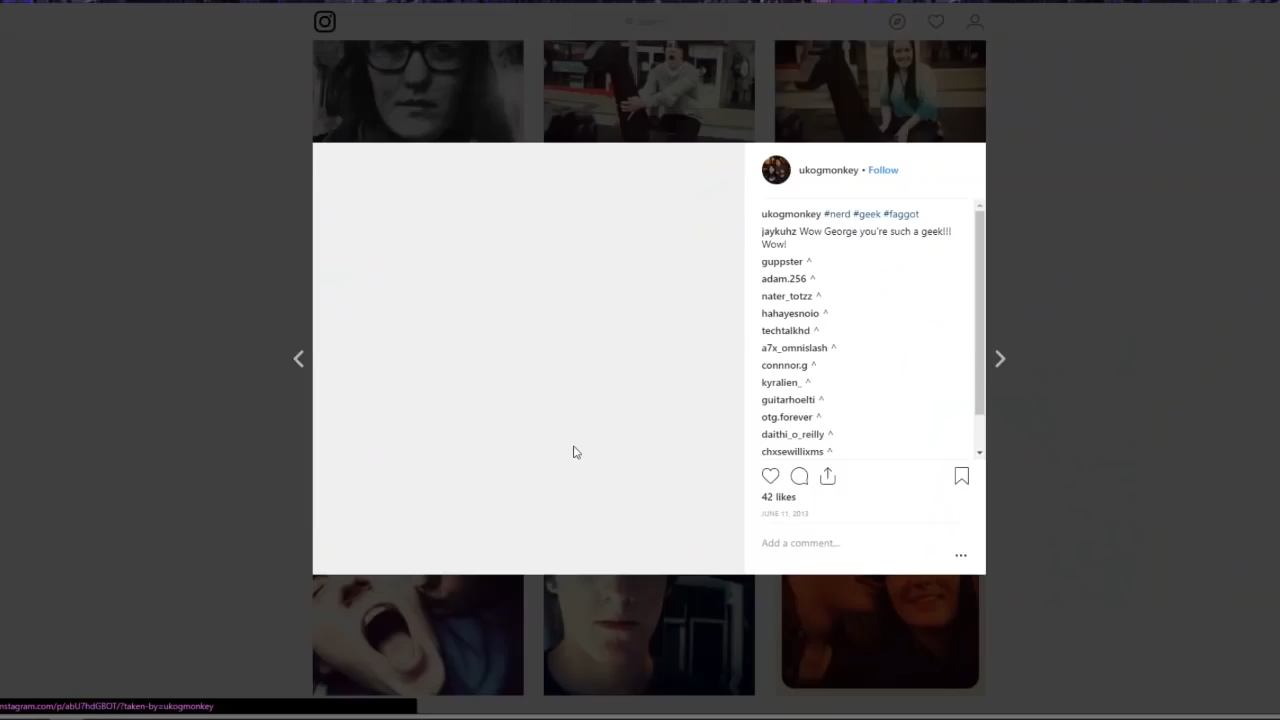 ukogmonkey • Follow
ukogmonkey #nerd #geek #faggot
jaykuhz Wow George you're such a geek!!!
Wow!
guppster ^
adam.256 ^
nater_totzz ^
hahayesnoio ^
techtalkhd ^
a7x_omnislash ^
connnor.g ^
kyralien_ ^
guitarhoelti ^
otg.forever ^
daithi_o_reilly ^
chxsewillixms ^
42 likes
JUNE 11, 2013
Add a comment...
nstagram.com/p/abU7hdGBOT/?taken-by=ukogmonkey